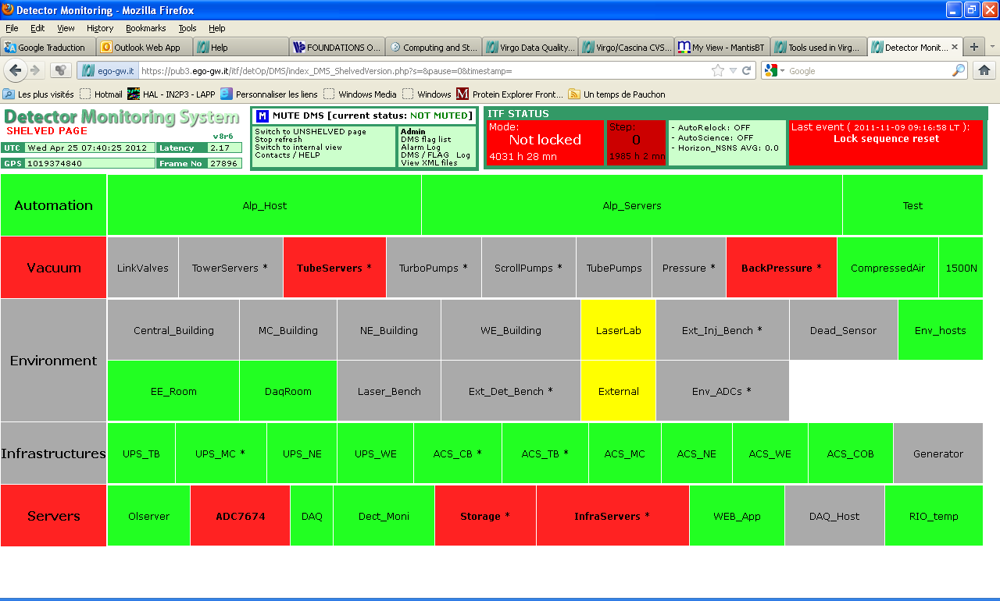 Detector Monitoring - Mozilla Firefox
File Edit View History Bookmarks Tools Help
Google Traduction Outlook Web App Help FOUNDATIONS O... Computing and St... Virgo Data Quality... Virgo/Cascina CVS... My View - MantisBT Tools used in Virg... Detector Monit...
ego-gw.it https://pub3.ego-gw.it/itf/detOp/DMS/index_DMS_ShelvedVersion.php?s=&pause=0&timestamp= Google
Les plus visités Hotmail HAL - IN2P3 - LAPP Personnaliser les liens Windows Media Windows Protein Explorer Front... Un temps de Pauchon
Detector Monitoring System
SHELVED PAGE
v8r6
UTC Wed Apr 25 07:40:25 2012 Latency 2.17
GPS 1019374840 Frame No 27896
M MUTE DMS [current status: NOT MUTED]
Switch to UNSHELVED page
Stop refresh
Switch to internal view
Contacts / HELP
Admin
DMS flag list
Alarm Log
DMS / FLAG Log
View XML files
ITF STATUS
Mode:
Not locked
4031 h 28 mn
Step:
0
1985 h 2 mn
- AutoRelock: OFF
- AutoScience: OFF
- Horizon_NSNS AVG: 0.0
Last event ( 2011-11-09 09:16:58 LT ):
Lock sequence reset
Automation Alp_Host Alp_Servers Test
Vacuum LinkValves TowerServers * TubeServers * TurboPumps * ScrollPumps * TubePumps Pressure * BackPressure * CompressedAir 1500N
Environment
Central_Building MC_Building NE_Building WE_Building LaserLab Ext_Inj_Bench * Dead_Sensor Env_hosts
EE_Room DaqRoom Laser_Bench Ext_Det_Bench * External Env_ADCs *
Infrastructures UPS_TB UPS_MC * UPS_NE UPS_WE ACS_CB * ACS_TB * ACS_MC ACS_NE ACS_WE ACS_COB Generator
Servers Olserver ADC7674 DAQ Dect_Moni Storage * InfraServers * WEB_App DAQ_Host RIO_temp